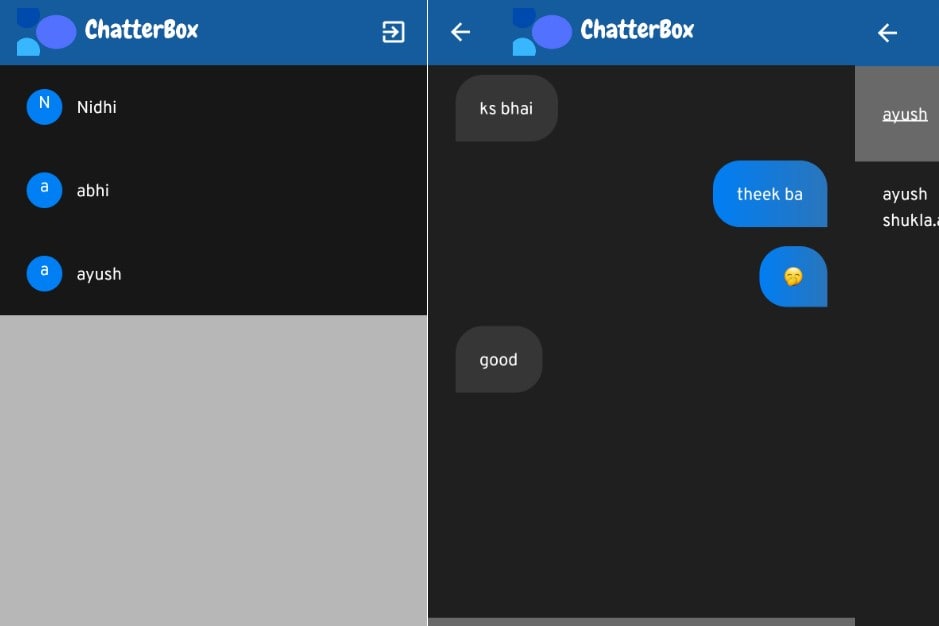 ChatterBox
N Nidhi
a abhi
a ayush
ChatterBox
ks bhai
theek ba
🤭
good
ayush
ayush
shukla.